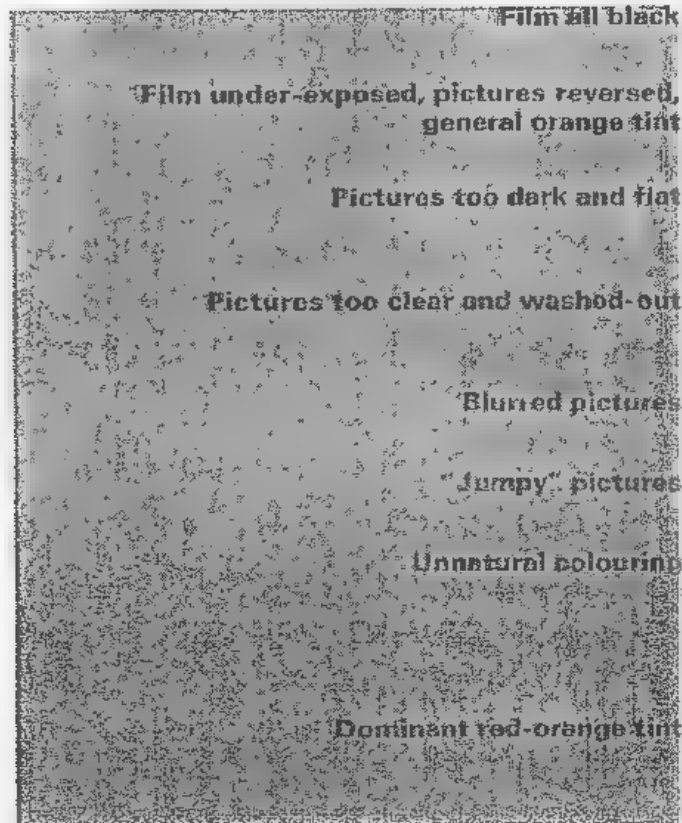 Film all black
Film under-exposed, pictures reversed,
general orange tint
Pictures too dark and flat
Pictures too clear and washed-out
Blurred pictures
"Jumpy" pictures
Unnatural colouring
Dominant red-orange tint